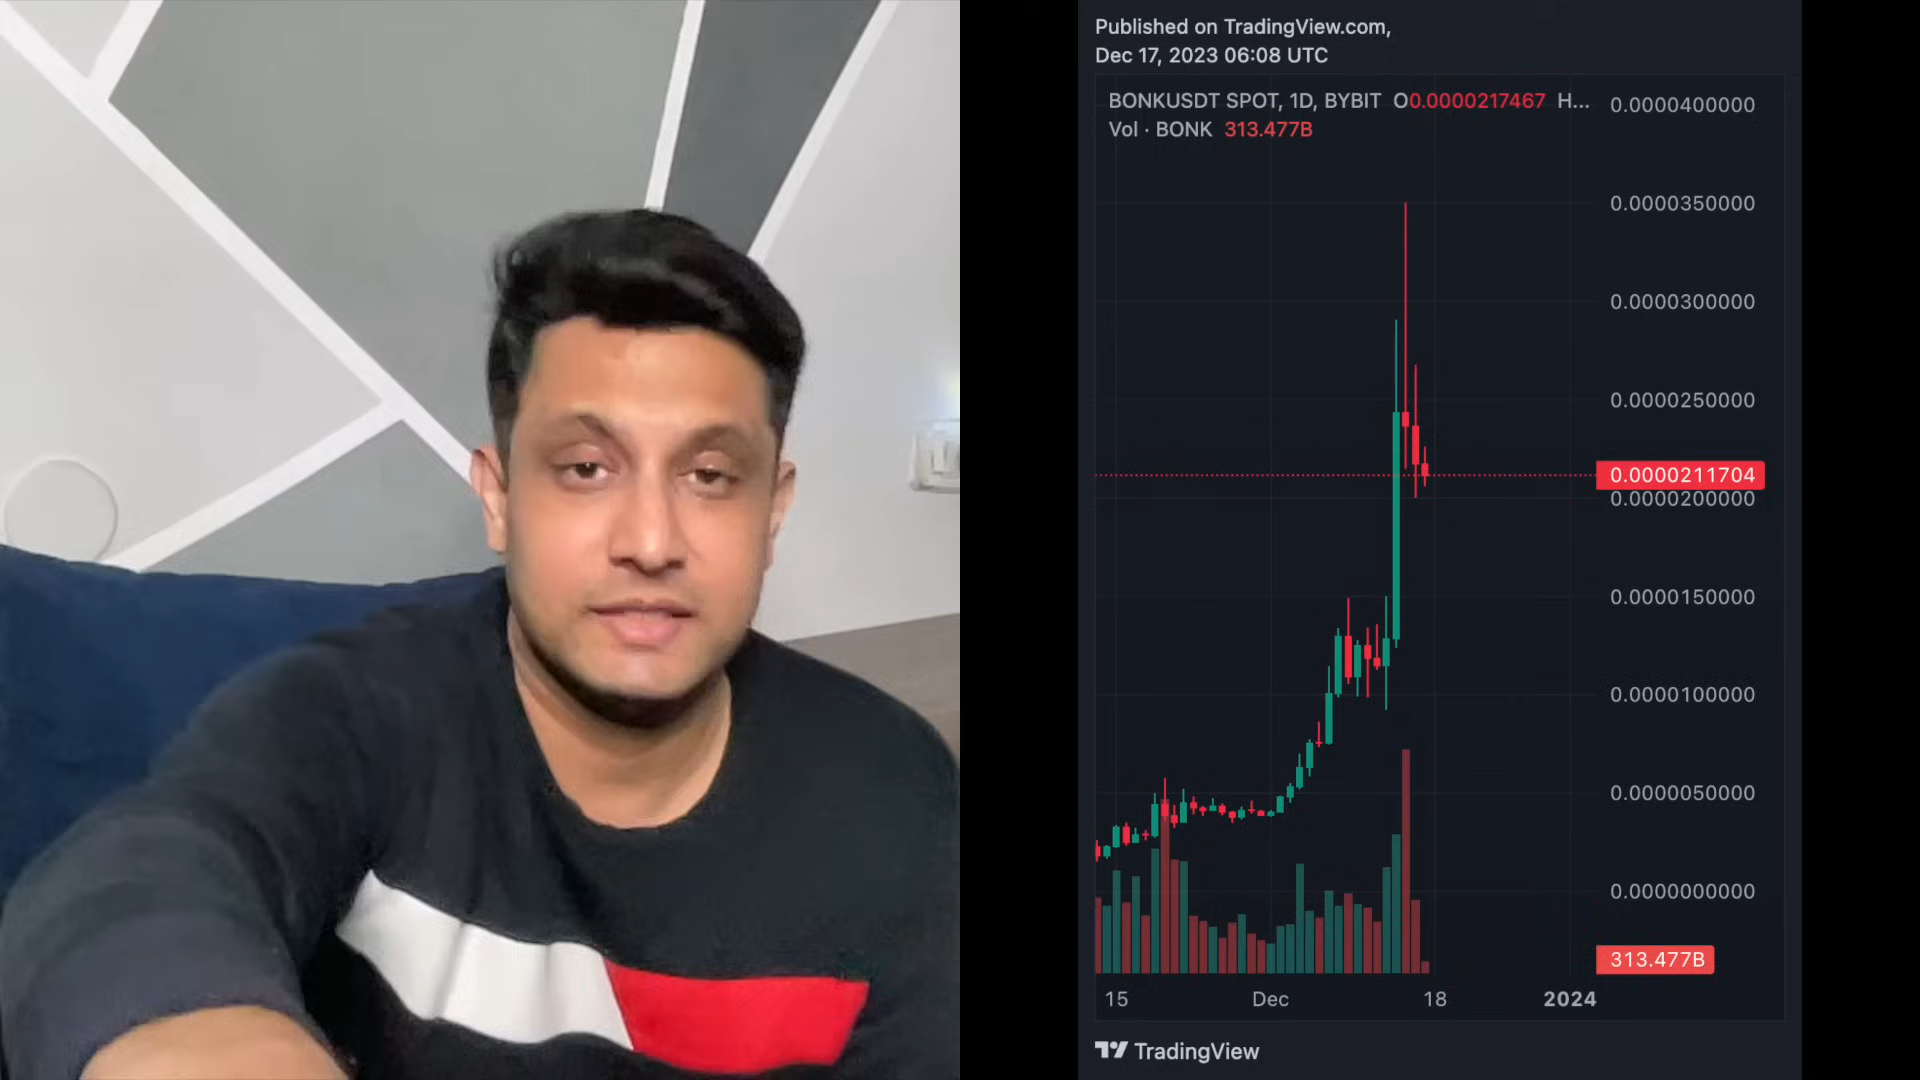 Published on TradingView.com,
Dec 17, 2023 06:08 UTC
BONKUSDT SPOT, 1D, BYBIT O0.0000217467 H...
Vol · BONK 313.477B
0.0000400000
0.0000350000
0.0000300000
0.0000250000
0.0000211704
0.0000200000
0.0000150000
0.0000100000
0.0000050000
0.0000000000
313.477B
15 Dec 18 2024
TradingView